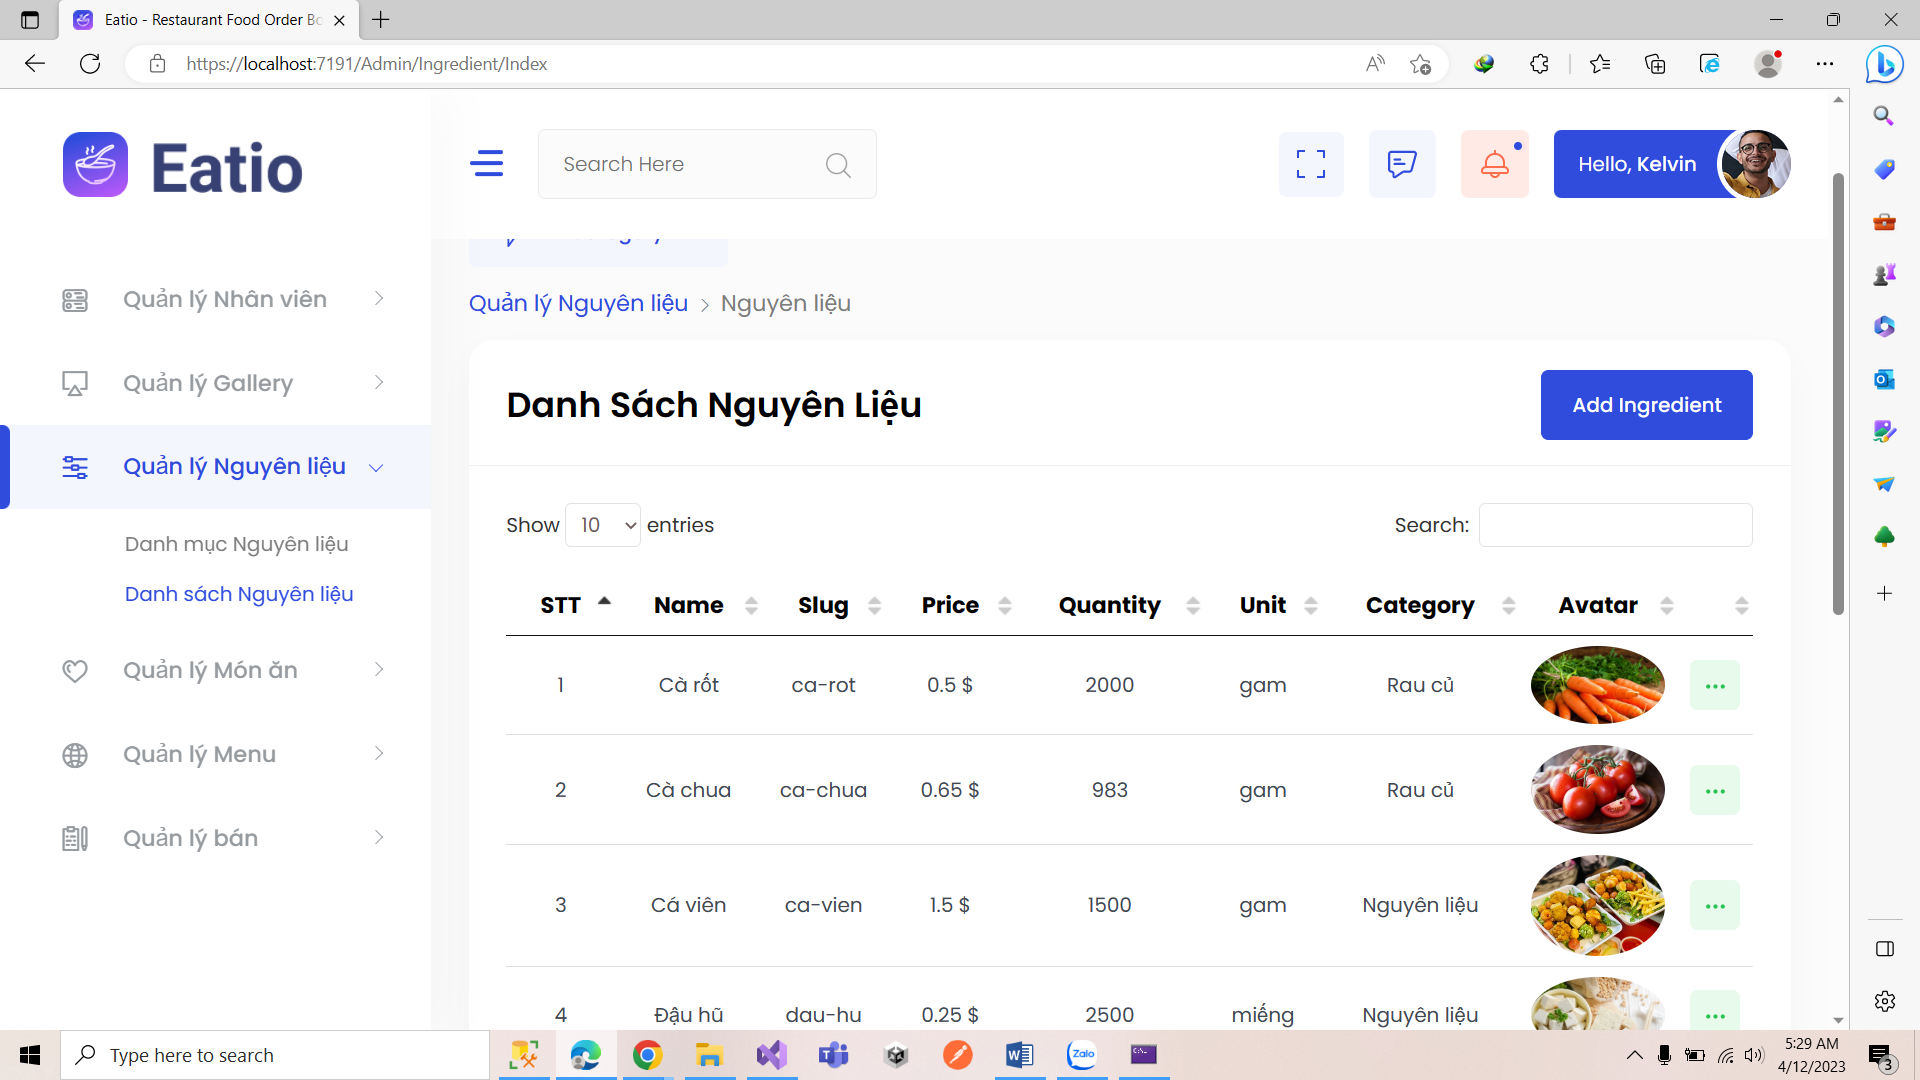 Eatio - Restaurant Food Order Bo
https://localhost:7191/Admin/Ingredient/Index
Eatio
Search Here
Hello, Kelvin
Quản lý Nhân viên
Quản lý Gallery
Quản lý Nguyên liệu
Danh mục Nguyên liệu
Danh sách Nguyên liệu
Quản lý Món ăn
Quản lý Menu
Quản lý bán
Quản lý Nguyên liệu > Nguyên liệu
Danh Sách Nguyên Liệu
Add Ingredient
Show 10 entries
Search:
STT Name Slug Price Quantity Unit Category Avatar
1 Cà rốt ca-rot 0.5 $ 2000 gam Rau củ
2 Cà chua ca-chua 0.65 $ 983 gam Rau củ
3 Cá viên ca-vien 1.5 $ 1500 gam Nguyên liệu
4 Đậu hũ dau-hu 0.25 $ 2500 miếng Nguyên liệu
Type here to search
Zalo
5:29 AM
4/12/2023
3